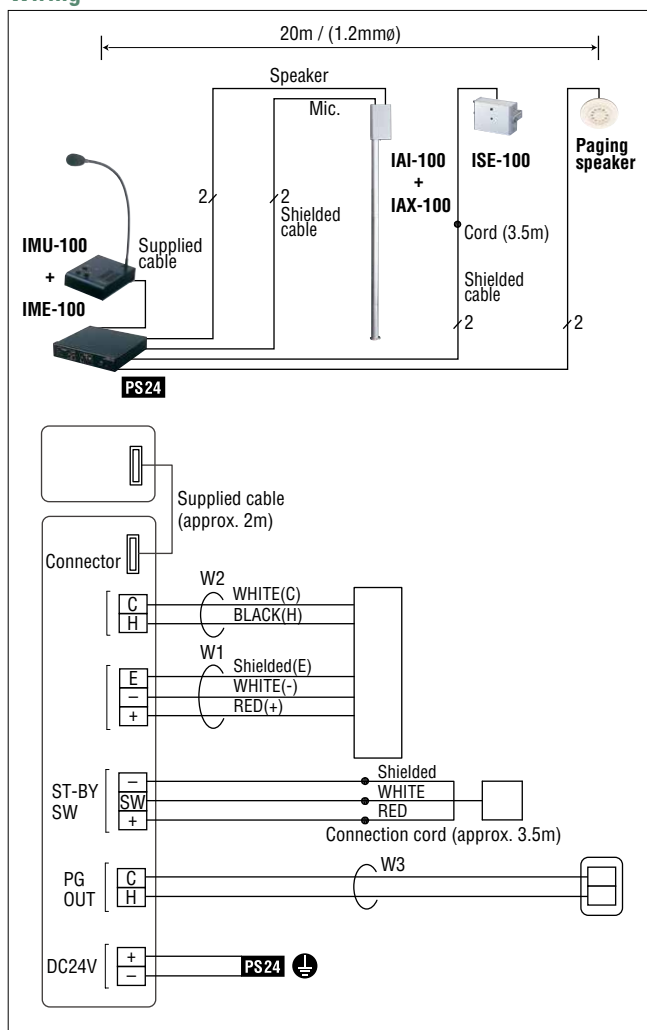 20m / (1.2mmø)
Speaker
Mic.
IAI-100
+
IAX-100
ISE-100
Paging
speaker
2
2
Shielded
cable
Cord (3.5m)
IMU-100
+
IME-100
Supplied
cable
Shielded
cable
2
2
PS24
Supplied cable
(approx. 2m)
Connector
W2
C
WHITE(C)
H
BLACK(H)
W1
E
Shielded(E)
–
WHITE(-)
+
RED(+)
ST-BY
SW
–
Shielded
SW
WHITE
+
RED
Connection cord (approx. 3.5m)
PG
OUT
C
H
W3
DC24V
+
–
PS24